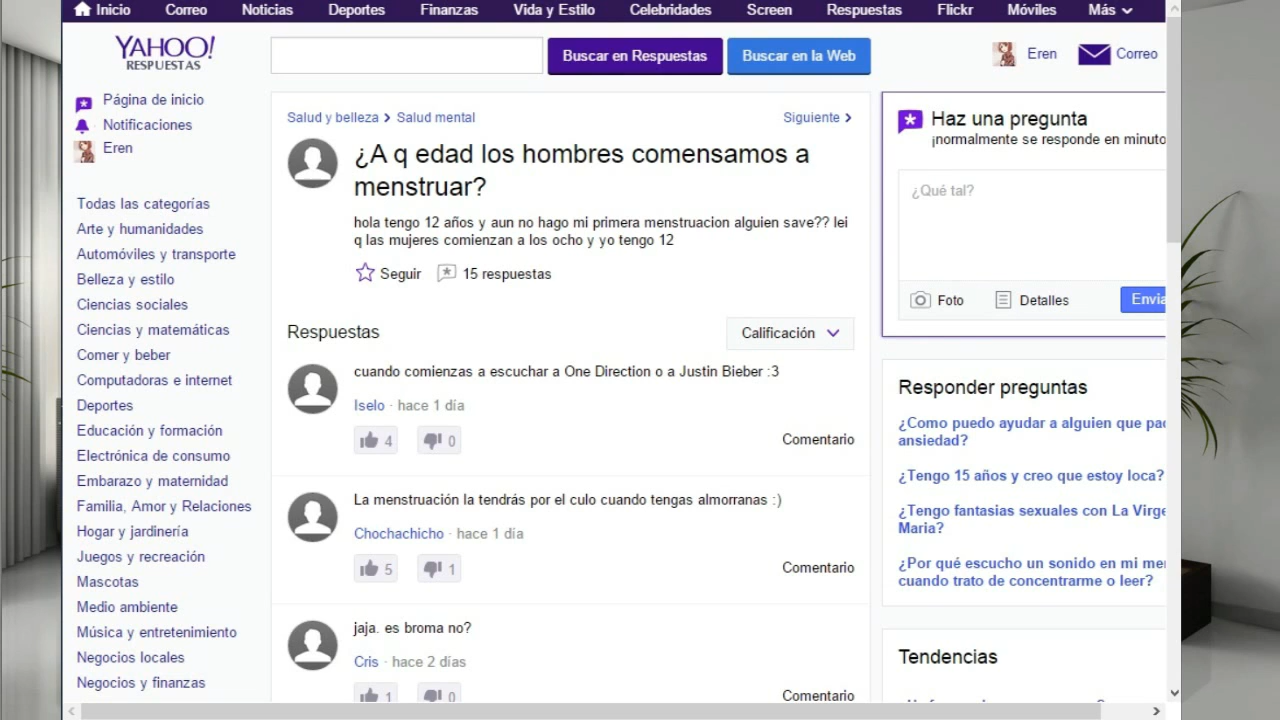 Inicio Correo Noticias Deportes Finanzas Vida y Estilo Celebridades Screen Respuestas Flickr Móviles Más
YAHOO!
RESPUESTAS
Buscar en Respuestas Buscar en la Web
Eren Correo
Página de inicio
Notificaciones
Eren
Todas las categorías
Arte y humanidades
Automóviles y transporte
Belleza y estilo
Ciencias sociales
Ciencias y matemáticas
Comer y beber
Computadoras e internet
Deportes
Educación y formación
Electrónica de consumo
Embarazo y maternidad
Familia, Amor y Relaciones
Hogar y jardinería
Juegos y recreación
Mascotas
Medio ambiente
Música y entretenimiento
Negocios locales
Negocios y finanzas
Salud y belleza > Salud mental Siguiente >
¿A q edad los hombres comensamos a
menstruar?
hola tengo 12 años y aun no hago mi primera menstruacion alguien save?? lei
q las mujeres comienzan a los ocho y yo tengo 12
Seguir 15 respuestas
Respuestas Calificación
cuando comienzas a escuchar a One Direction o a Justin Bieber :3
Iselo · hace 1 día
4 0 Comentario
La menstruación la tendrás por el culo cuando tengas almorranas :)
Chochachicho · hace 1 día
5 1 Comentario
jaja. es broma no?
Cris · hace 2 días
1 0 Comentario
Haz una pregunta
¡normalmente se responde en minuto
¿Qué tal?
Foto Detalles Envia
Responder preguntas
¿Como puedo ayudar a alguien que pad
ansiedad?
¿Tengo 15 años y creo que estoy loca?
¿Tengo fantasias sexuales con La Virge
Maria?
¿Por qué escucho un sonido en mi mer
cuando trato de concentrarme o leer?
Tendencias